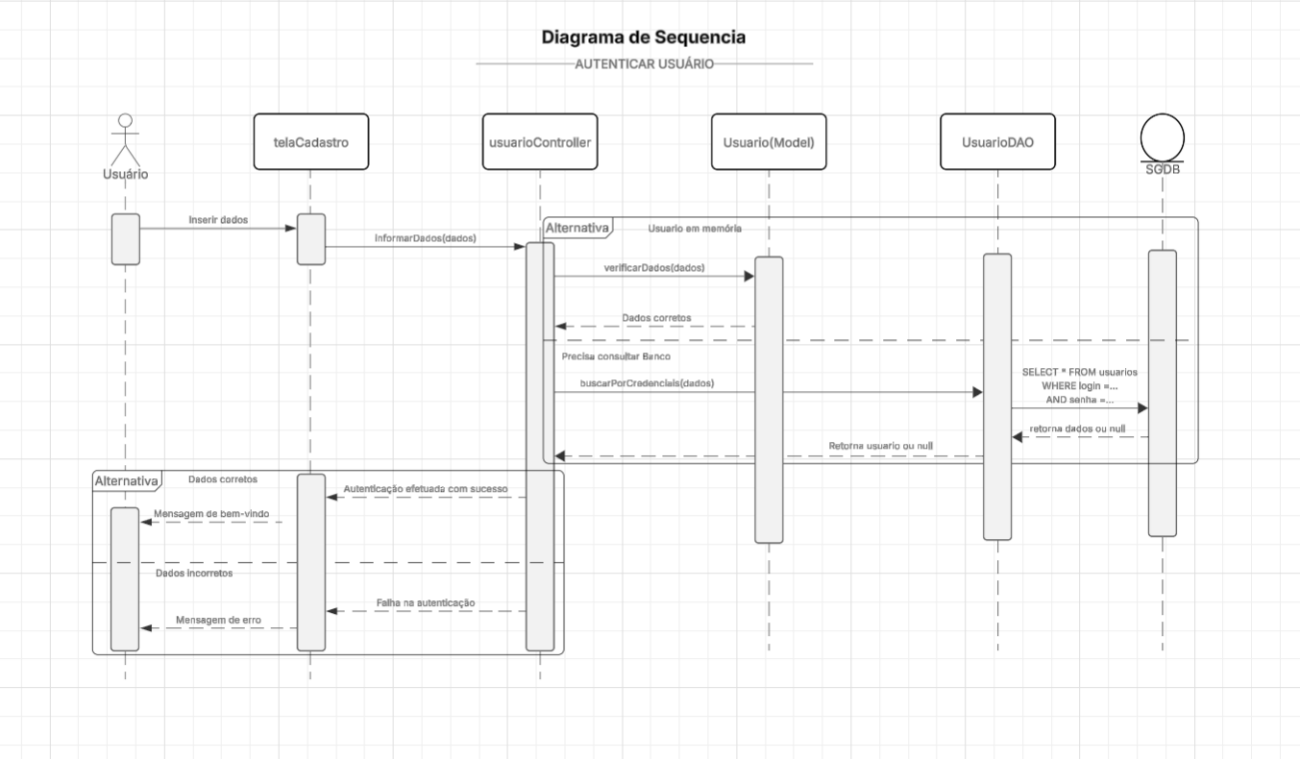 Diagrama de Sequencia
AUTENTICAR USUÁRIO
Usuário
telaCadastro
usuarioController
Usuario(Model)
UsuarioDAO
SGDB
Inserir dados
InformarDados(dados)
Alternativa
Usuario em memória
verificarDados(dados)
Dados corretos
Precisa consultar Banco
buscarPorCredenciais(dados)
SELECT * FROM usuarios
WHERE login =...
AND senha =...
retorna dados ou null
Retorna usuario ou null
Alternativa
Dados corretos
Autenticação efetuada com sucesso
Mensagem de bem-vindo
Dados incorretos
Falha na autenticação
Mensagem de erro